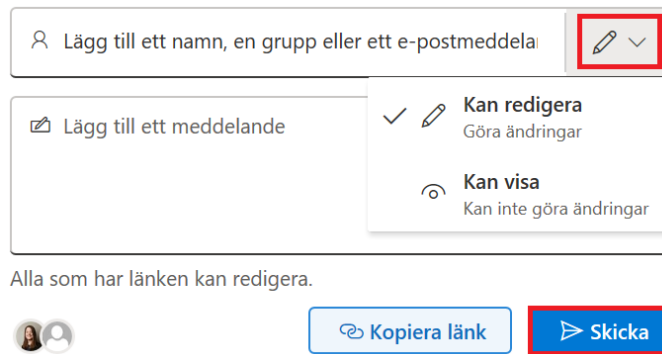 Lägg till ett namn, en grupp eller ett e-postmeddela
Kan redigera
Göra ändringar
Lägg till ett meddelande
Kan visa
Kan inte göra ändringar
Alla som har länken kan redigera.
Kopiera länk
Skicka